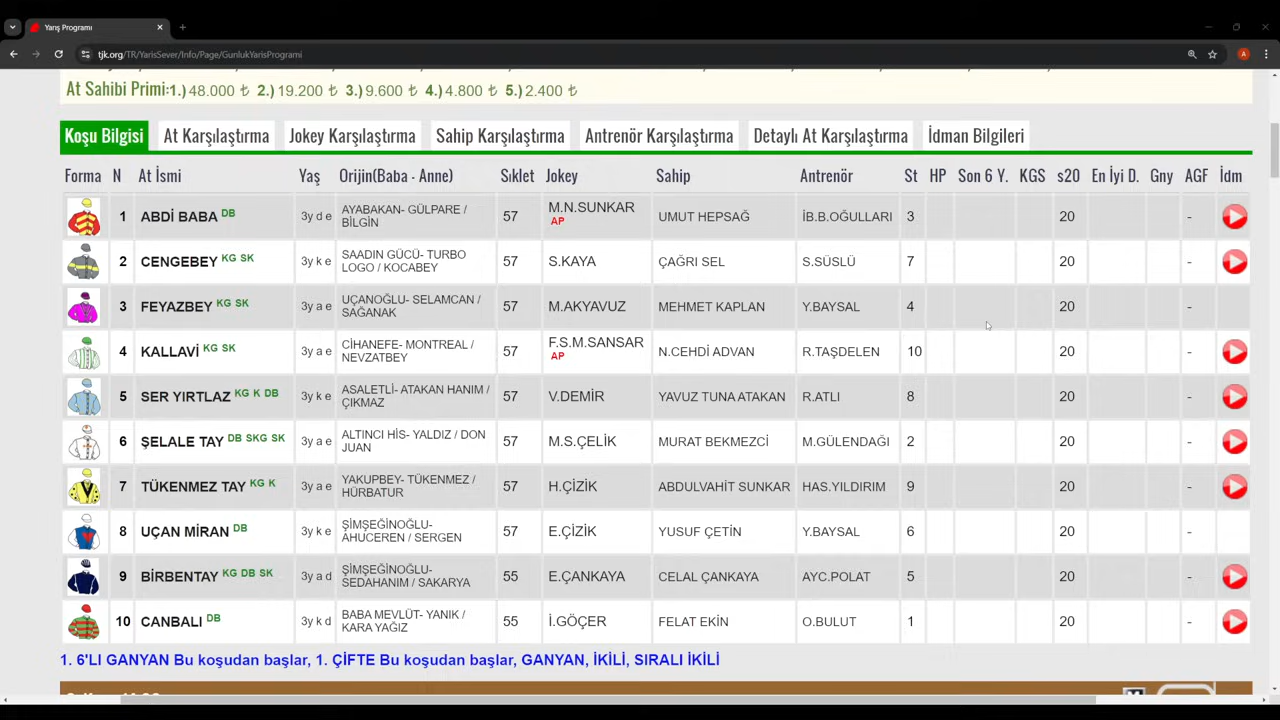 Yarış Programı
tjk.org/TR/YarisSever/Info/Page/GunlukYarisProgrami
At Sahibi Primi:1.) 48.000 ₺ 2.) 19.200 ₺ 3.) 9.600 ₺ 4.) 4.800 ₺ 5.) 2.400 ₺
Koşu Bilgisi At Karşılaştırma Jokey Karşılaştırma Sahip Karşılaştırma Antrenör Karşılaştırma Detaylı At Karşılaştırma İdman Bilgileri
Forma N At İsmi Yaş Orijin(Baba - Anne) Sıklet Jokey Sahip Antrenör St HP Son 6 Y. KGS s20 En İyi D. Gny AGF İdm
1 ABDİ BABA DB 3y d e AYABAKAN- GÜLPARE / BİLGİN 57 M.N.SUNKAR AP UMUT HEPSAĞ İB.B.OĞULLARI 3 20 -
2 CENGEBEY KG SK 3y k e SAADIN GÜCÜ- TURBO LOGO / KOCABEY 57 S.KAYA ÇAĞRI SEL S.SÜSLÜ 7 20 -
3 FEYAZBEY KG SK 3y a e UÇANOĞLU- SELAMCAN / SAĞANAK 57 M.AKYAVUZ MEHMET KAPLAN Y.BAYSAL 4 20 -
4 KALLAVİ KG SK 3y a e CİHANEFE- MONTREAL / NEVZATBEY 57 F.S.M.SANSAR AP N.CEHDİ ADVAN R.TAŞDELEN 10 20 -
5 SER YIRTLAZ KG K DB 3y k e ASALETLİ- ATAKAN HANIM / ÇIKMAZ 57 V.DEMİR YAVUZ TUNA ATAKAN R.ATLI 8 20 -
6 ŞELALE TAY DB SKG SK 3y a e ALTINCI HİS- YALDIZ / DON JUAN 57 M.S.ÇELİK MURAT BEKMEZCİ M.GÜLENDAĞI 2 20 -
7 TÜKENMEZ TAY KG K 3y a e YAKUPBEY- TÜKENMEZ / HÜRBATUR 57 H.ÇİZİK ABDULVAHİT SUNKAR HAS.YILDIRIM 9 20 -
8 UÇAN MİRAN DB 3y k e ŞİMŞEĞİNOĞLU- AHUCEREN / SERGEN 57 E.ÇİZİK YUSUF ÇETİN Y.BAYSAL 6 20 -
9 BİRBENTAY KG DB SK 3y a d ŞİMŞEĞİNOĞLU- SEDAHANIM / SAKARYA 55 E.ÇANKAYA CELAL ÇANKAYA AYC.POLAT 5 20 -
10 CANBALI DB 3y k d BABA MEVLÜT- YANIK / KARA YAĞIZ 55 İ.GÖÇER FELAT EKİN O.BULUT 1 20 -
1. 6'LI GANYAN Bu koşudan başlar, 1. ÇİFTE Bu koşudan başlar, GANYAN, İKİLİ, SIRALI İKİLİ